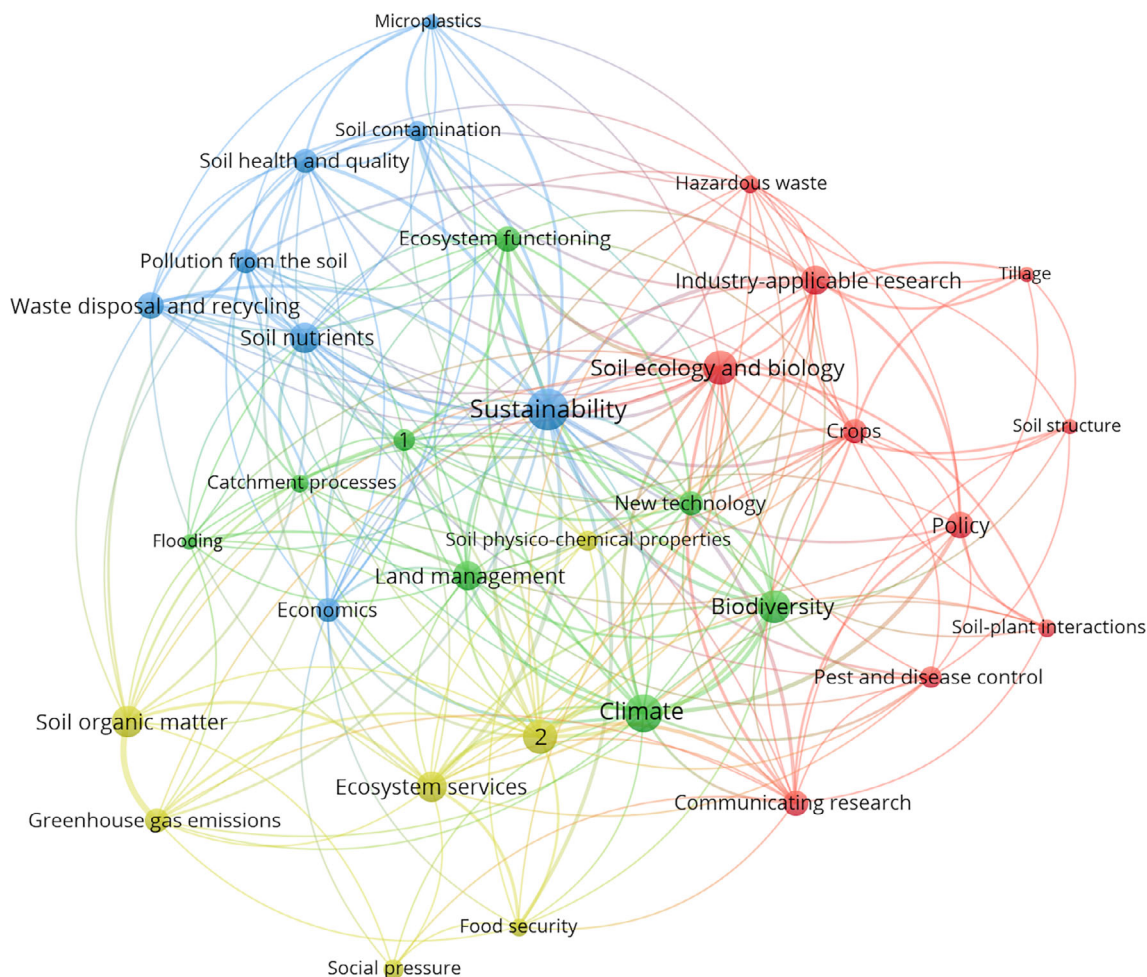 Microplastics
Soil contamination
Soil health and quality
Hazardous waste
Ecosystem functioning
Pollution from the soil
Industry-applicable research
Tillage
Waste disposal and recycling
Soil nutrients
Soil ecology and biology
Sustainability
Crops
Soil structure
1
Catchment processes
New technology
Policy
Flooding
Soil physico-chemical properties
Land management
Economics
Biodiversity
Soil-plant interactions
Pest and disease control
Climate
Soil organic matter
2
Ecosystem services
Communicating research
Greenhouse gas emissions
Food security
Social pressure